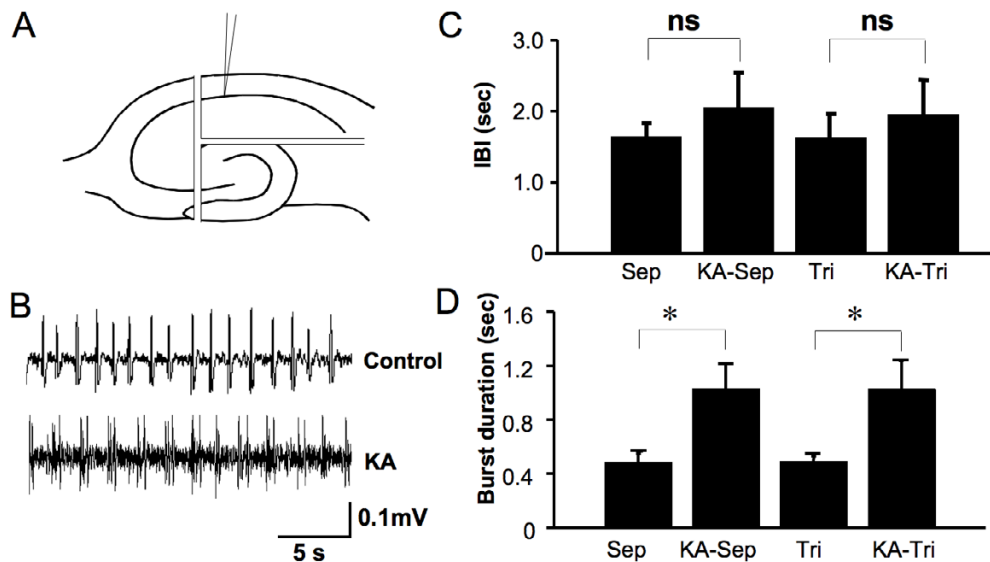 A
B
Control
KA
0.1mV
5 s
C
ns
ns
IBI (sec)
3.0
2.0
1.0
0
Sep
KA-Sep
Tri
KA-Tri
D
*
*
Burst duration (sec)
1.6
1.2
0.8
0.4
0
Sep
KA-Sep
Tri
KA-Tri